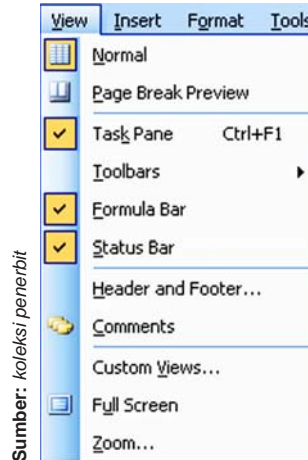 View Insert Format Tools
Normal
Page Break Preview
Task Pane Ctrl+F1
Toolbars
Formula Bar
Status Bar
Header and Footer...
Comments
Custom Views...
Full Screen
Zoom...
Sumber: koleksi penerbit